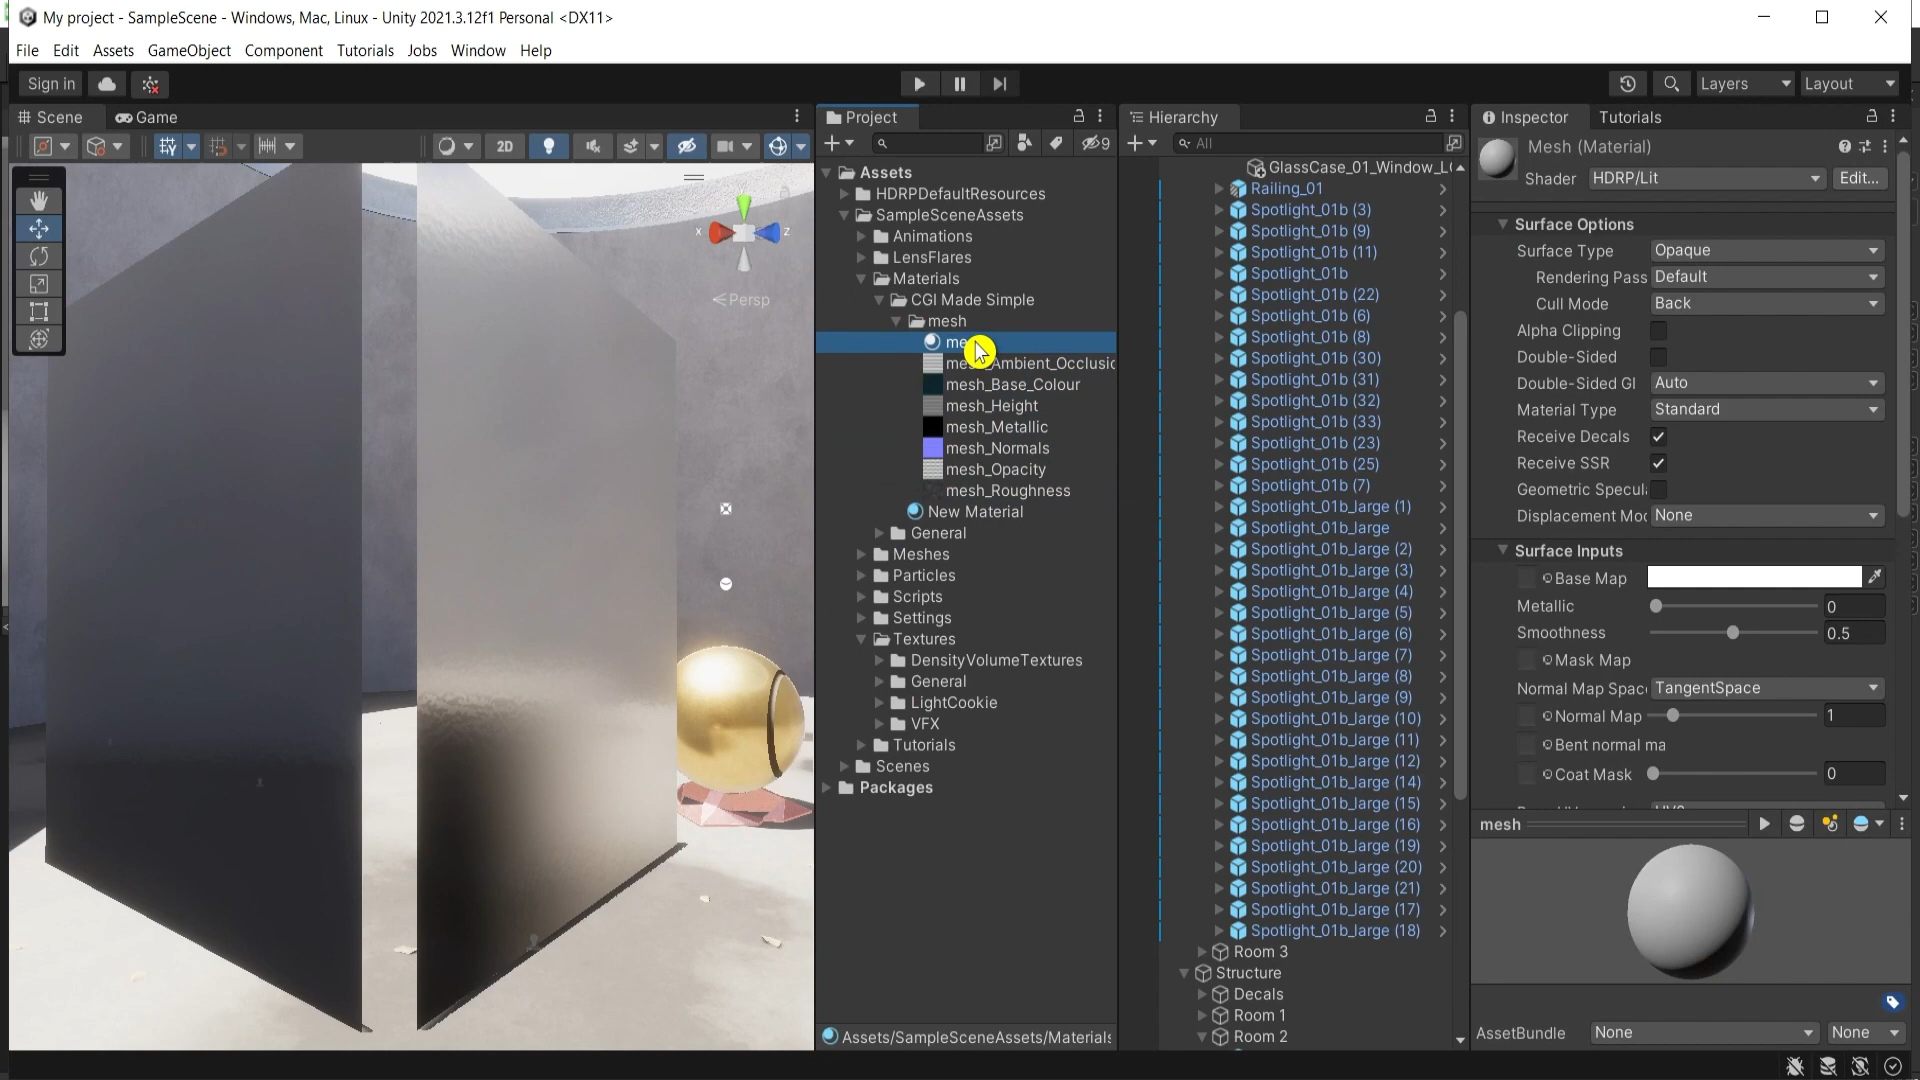 My project - SampleScene - Windows, Mac, Linux - Unity 2021.3.12f1 Personal <DX11>
File Edit Assets GameObject Component Tutorials Jobs Window Help
Sign in
Layers
Layout
Scene
Game
2D
x
z
Persp
Project
9
Assets
HDRPDefaultResources
SampleSceneAssets
Animations
LensFlares
Materials
CGI Made Simple
mesh
me
mesh_Ambient_Occlusic
mesh_Base_Colour
mesh_Height
mesh_Metallic
mesh_Normals
mesh_Opacity
mesh_Roughness
New Material
General
Meshes
Particles
Scripts
Settings
Textures
DensityVolumeTextures
General
LightCookie
VFX
Tutorials
Scenes
Packages
Assets/SampleSceneAssets/Materials
Hierarchy
All
GlassCase_01_Window_L
Railing_01
Spotlight_01b (3)
Spotlight_01b (9)
Spotlight_01b (11)
Spotlight_01b
Spotlight_01b (22)
Spotlight_01b (6)
Spotlight_01b (8)
Spotlight_01b (30)
Spotlight_01b (31)
Spotlight_01b (32)
Spotlight_01b (33)
Spotlight_01b (23)
Spotlight_01b (25)
Spotlight_01b (7)
Spotlight_01b_large (1)
Spotlight_01b_large
Spotlight_01b_large (2)
Spotlight_01b_large (3)
Spotlight_01b_large (4)
Spotlight_01b_large (5)
Spotlight_01b_large (6)
Spotlight_01b_large (7)
Spotlight_01b_large (8)
Spotlight_01b_large (9)
Spotlight_01b_large (10)
Spotlight_01b_large (11)
Spotlight_01b_large (12)
Spotlight_01b_large (14)
Spotlight_01b_large (15)
Spotlight_01b_large (16)
Spotlight_01b_large (19)
Spotlight_01b_large (20)
Spotlight_01b_large (21)
Spotlight_01b_large (17)
Spotlight_01b_large (18)
Room 3
Structure
Decals
Room 1
Room 2
Inspector
Tutorials
Mesh (Material)
Shader HDRP/Lit Edit...
Surface Options
Surface Type Opaque
Rendering Pass Default
Cull Mode Back
Alpha Clipping
Double-Sided
Double-Sided GI Auto
Material Type Standard
Receive Decals
Receive SSR
Geometric Specul
Displacement Moc None
Surface Inputs
Base Map
Metallic 0
Smoothness 0.5
Mask Map
Normal Map Spac TangentSpace
Normal Map 1
Bent normal ma
Coat Mask 0
mesh
AssetBundle None None